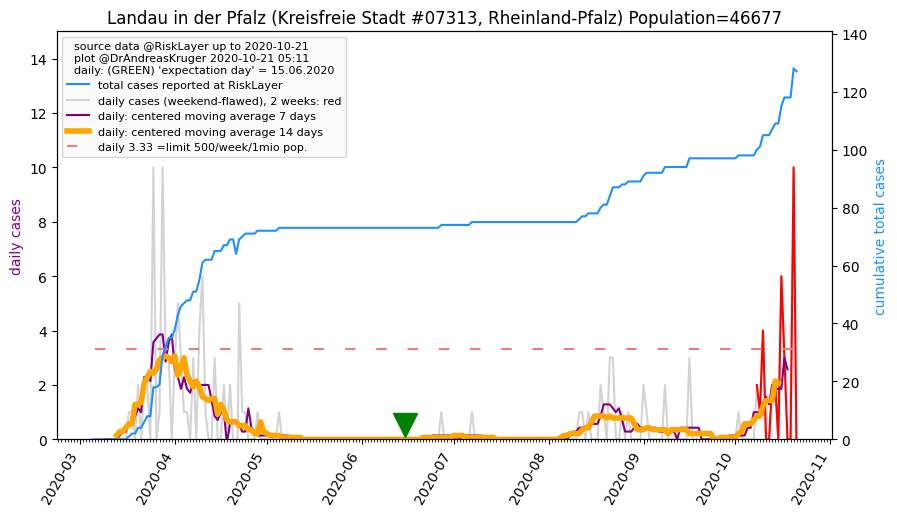 Landau in der Pfalz (Kreisfreie Stadt #07313, Rheinland-Pfalz) Population=46677
source data @RiskLayer up to 2020-10-21
plot @DrAndreasKruger 2020-10-21 05:11
daily: (GREEN) 'expectation day' = 15.06.2020
total cases reported at RiskLayer
daily cases (weekend-flawed), 2 weeks: red
daily: centered moving average 7 days
daily: centered moving average 14 days
daily 3.33 =limit 500/week/1mio pop.
daily cases
14
12
10
8
6
4
2
0
140
120
100
80
60
40
20
0
cumulative total cases
2020-03
2020-04
2020-05
2020-06
2020-07
2020-08
2020-09
2020-10
2020-11